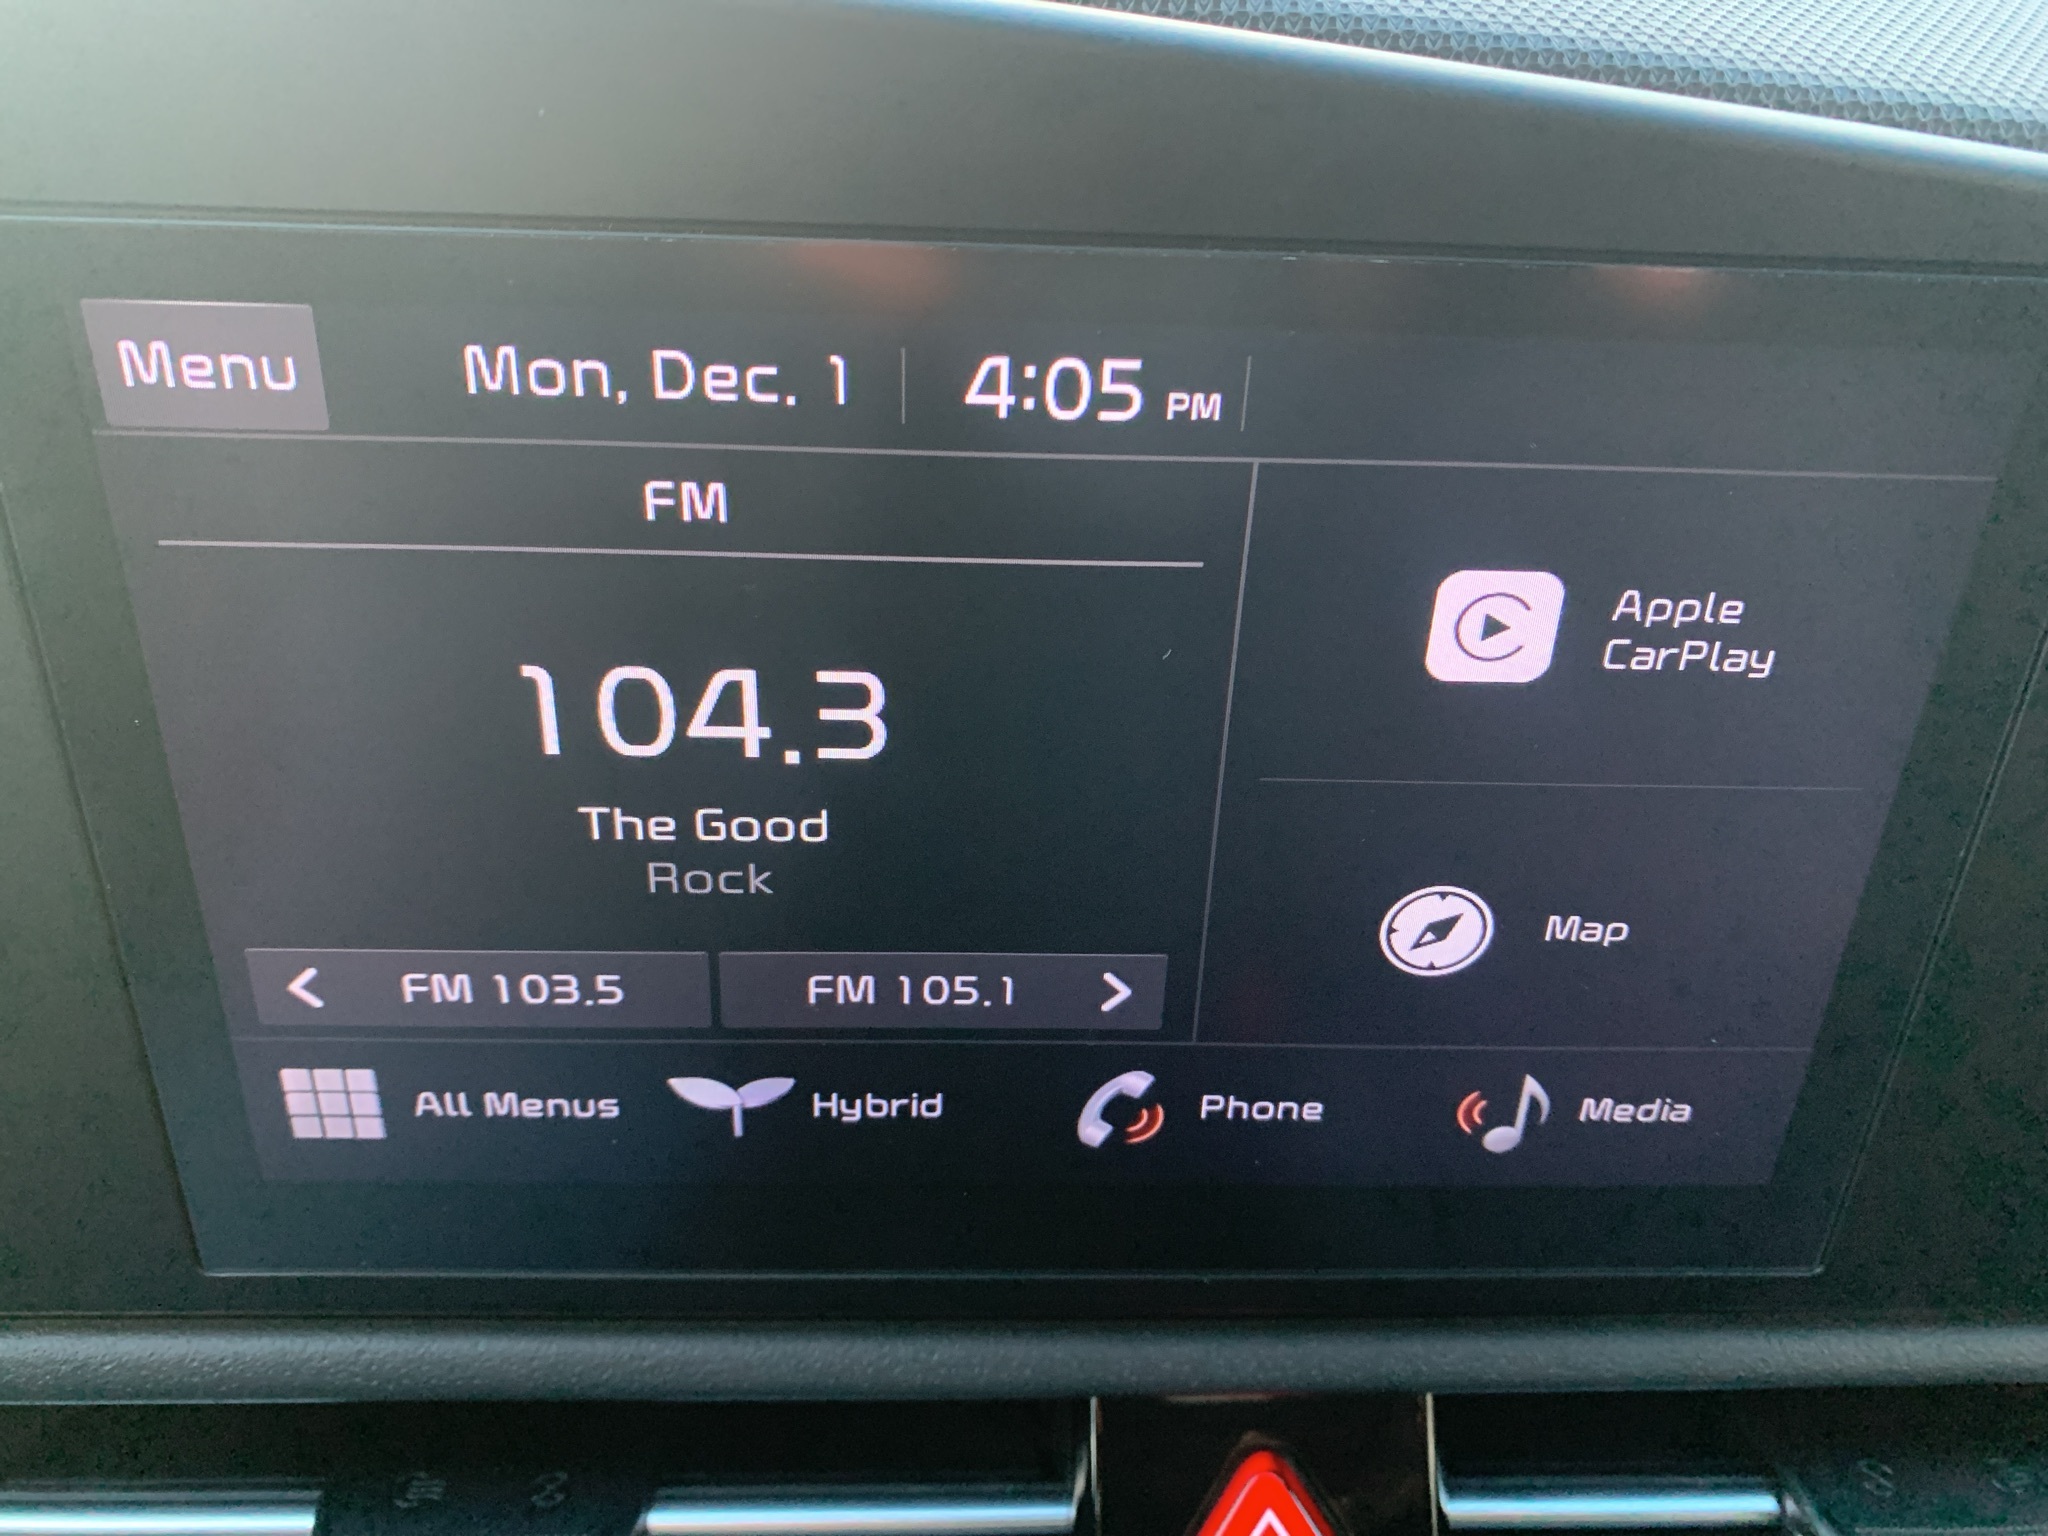 Menu
Mon, Dec. 1
4:05 PM
FM
104.3
The Good
Rock
FM 103.5
FM 105.1
Apple
CarPlay
Map
All Menus
Hybrid
Phone
Media